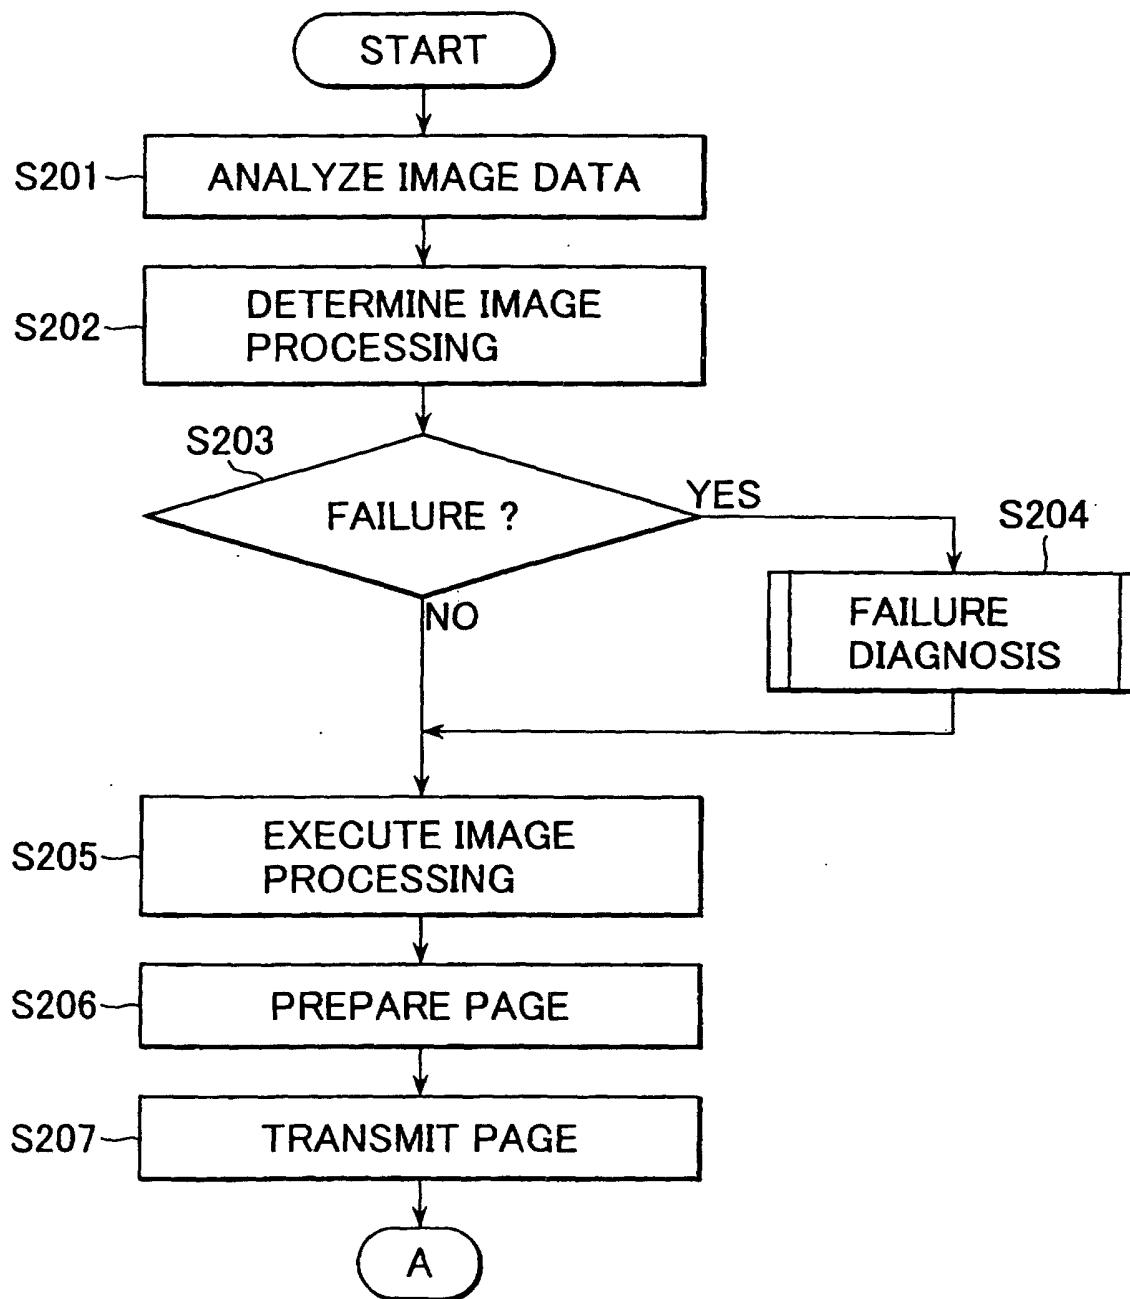 START
S201
ANALYZE IMAGE DATA
S202
DETERMINE IMAGE
PROCESSING
S203
FAILURE ?
YES
S204
NO
FAILURE
DIAGNOSIS
S205
EXECUTE IMAGE
PROCESSING
S206
PREPARE PAGE
S207
TRANSMIT PAGE
A